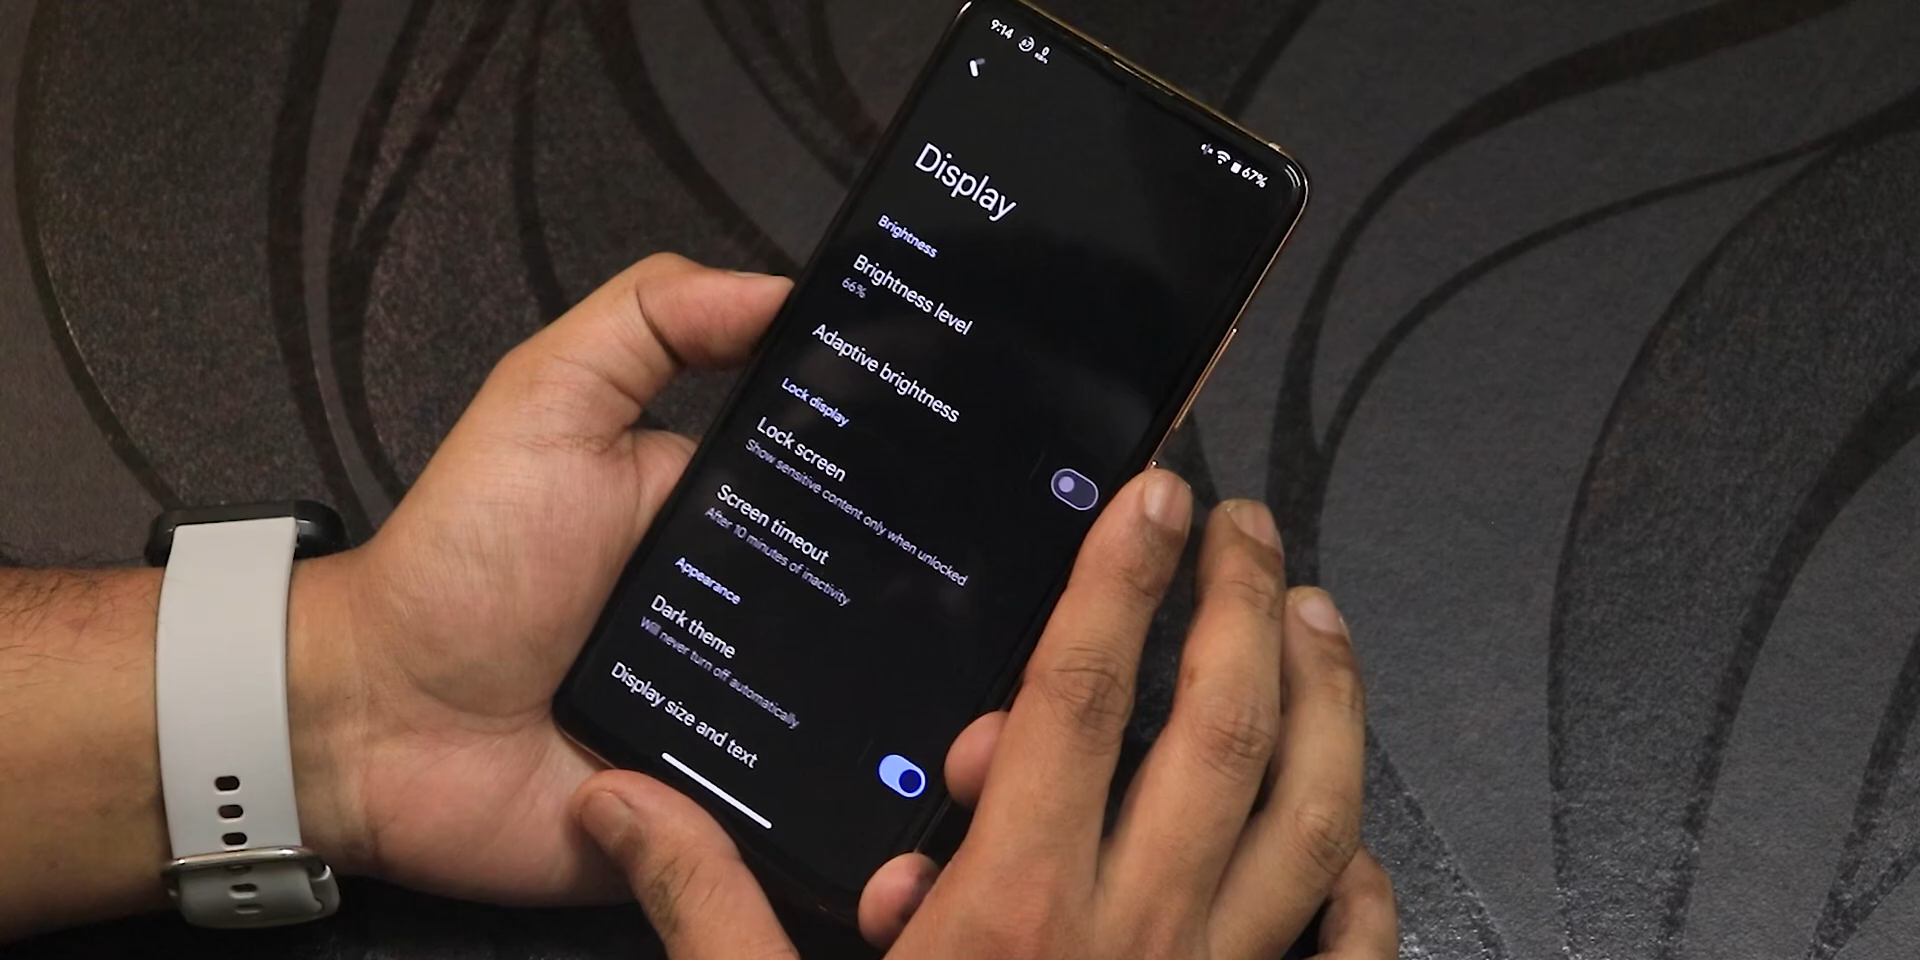 9:14
67%
Display
Brightness
Brightness level
66%
Adaptive brightness
Lock display
Lock screen
Show sensitive content only when unlocked
Screen timeout
After 10 minutes of inactivity
Appearance
Dark theme
Will never turn off automatically
Display size and text